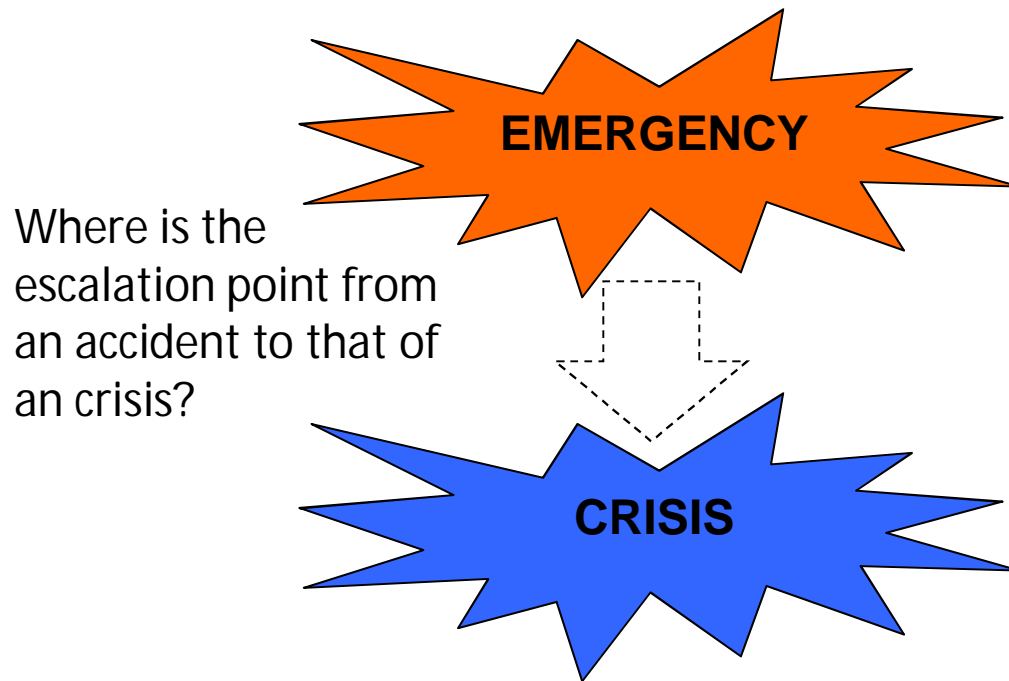 EMERGENCY
Where is the
escalation point from
an accident to that of
an crisis?
CRISIS